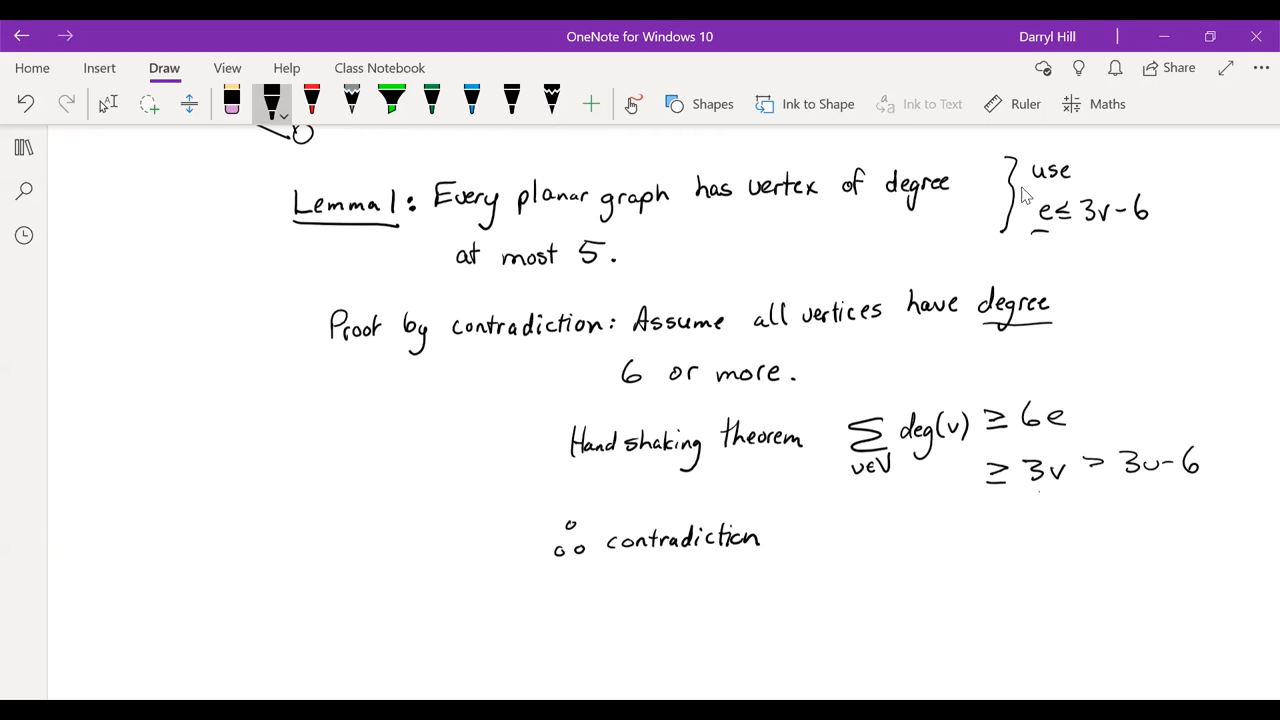 OneNote for Windows 10
Darryl Hill
Home Insert Draw View Help Class Notebook Share
Shapes Ink to Shape Ink to Text Ruler Maths
Lemma 1: Every planar graph has vertex of degree
at most 5.
use
e ≤ 3v - 6
Proof by contradiction: Assume all vertices have degree
6 or more.
Handshaking theorem ∑ deg(v) ≥ 6e
v∈V
≥ 3v > 3v - 6
∴ contradiction